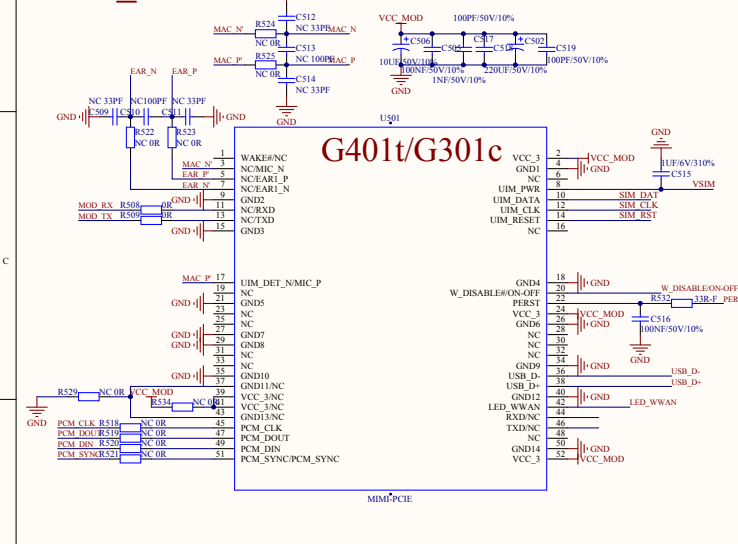 C512
R524
MAC_N'
NC 33PF
MAC_N
NC 0R
C513
R525
MAC_P'
NC 100PF
MAC_P
NC 0R
C514
NC 33PF
GND
VCC_MOD
100PF/50V/10%
C506
C505
C517
C518
C502
C519
10UF/50V/10%
100NF/50V/10%
1NF/50V/10%
220UF/50V/10%
100PF/50V/10%
GND
EAR_N
EAR_P
NC 33PF
NC100PF
NC 33PF
C509
C510
C511
GND
GND
R522
NC 0R
R523
NC 0R
U501
G401t/G301c
1 WAKE#/NC
MAC_N' 3 NC/MIC_N
EAR_P' 5 NC/EAR1_P
EAR_N' 7 NC/EAR1_N
GND 9 GND2
MOD_RX R508 0R 11 NC/RXD
MOD_TX R509 0R 13 NC/TXD
GND 15 GND3
MAC_P' 17 UIM_DET_N/MIC_P
19 NC
GND 21 GND5
23 NC
25 NC
GND 27 GND7
GND 29 GND8
31 NC
33 NC
GND 35 GND10
37 GND11/NC
R529 NC 0R VCC_MOD 39 VCC_3/NC
R534 NC 0R 41 VCC_3/NC
GND 43 GND13/NC
PCM_CLK R518 NC 0R 45 PCM_CLK
PCM_DOUT R519 NC 0R 47 PCM_DOUT
PCM_DIN R520 NC 0R 49 PCM_DIN
PCM_SYNC R521 NC 0R 51 PCM_SYNC/PCM_SYNC
VCC_3 2 VCC_MOD
GND1 4 GND
NC 6
UIM_PWR 8 VSIM
GND
1UF/6V/310%
C515
UIM_DATA 10 SIM_DAT
UIM_CLK 12 SIM_CLK
UIM_RESET 14 SIM_RST
NC 16
GND4 18 GND
W_DISABLE#/ON-OFF 20 W_DISABLE/ON-OFF
PERST 22 R532 33R-F PER
VCC_3 24 VCC_MOD
GND6 26 GND
C516
100NF/50V/10%
GND
NC 28
NC 30
NC 32
GND9 34 GND
USB_D- 36 USB_D-
USB_D+ 38 USB_D+
GND12 40 GND
LED_WWAN 42 LED_WWAN
RXD/NC 44
TXD/NC 46
NC 48
GND14 50 GND
VCC_3 52 VCC_MOD
MIMI-PCIE
C